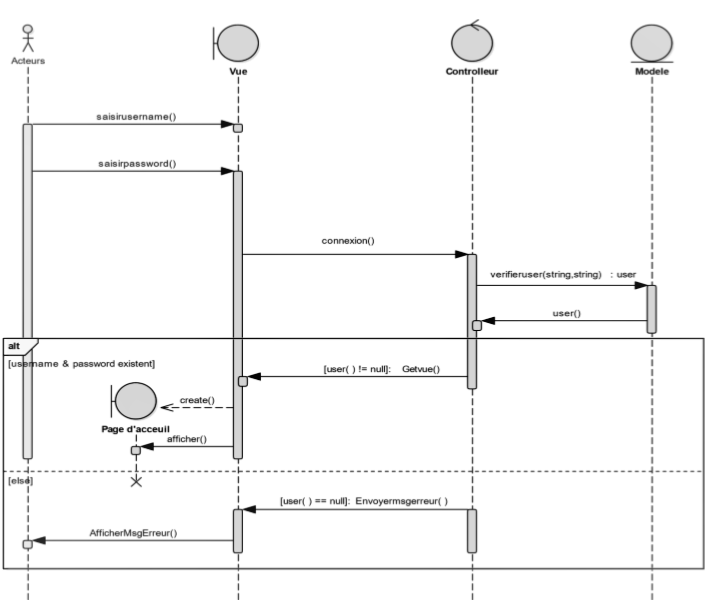 Acteurs
Vue
Controlleur
Modele
saisirusername()
saisirpassword()
connexion()
verifieruser(string,string) : user
user()
alt
[username & password existent]
[user( ) != null]: Getvue()
create()
Page d'acceuil
afficher()
[else]
[user( ) == null]: Envoyermsgerreur( )
AfficherMsgErreur()